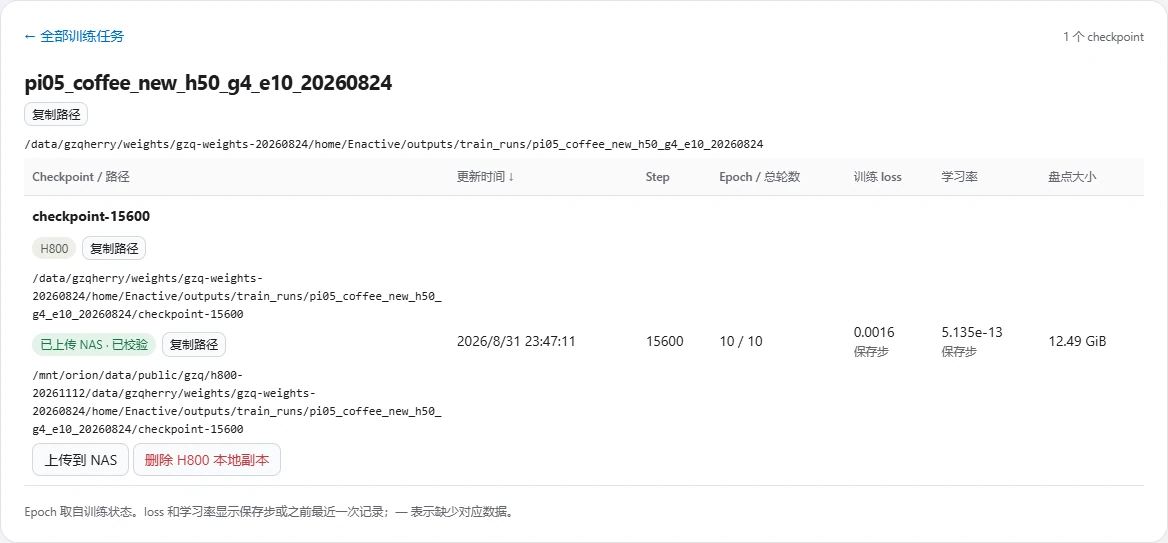 ← 全部训练任务
1 个 checkpoint
pi05_coffee_new_h50_g4_e10_20260824
复制路径
/data/gzqherry/weights/gzq-weights-20260824/home/Enactive/outputs/train_runs/pi05_coffee_new_h50_g4_e10_20260824
Checkpoint / 路径 更新时间 ↓ Step Epoch / 总轮数 训练 loss 学习率 盘点大小
checkpoint-15600
H800 复制路径
/data/gzqherry/weights/gzq-weights-
20260824/home/Enactive/outputs/train_runs/pi05_coffee_new_h50_
g4_e10_20260824/checkpoint-15600
已上传 NAS · 已校验 复制路径
/mnt/orion/data/public/gzq/h800-
20261112/data/gzqherry/weights/gzq-weights-
20260824/home/Enactive/outputs/train_runs/pi05_coffee_new_h50_
g4_e10_20260824/checkpoint-15600
上传到 NAS 删除 H800 本地副本
2026/8/31 23:47:11
15600
10 / 10
0.0016
保存步
5.135e-13
保存步
12.49 GiB
Epoch 取自训练状态。loss 和学习率显示保存步或之前最近一次记录；— 表示缺少对应数据。